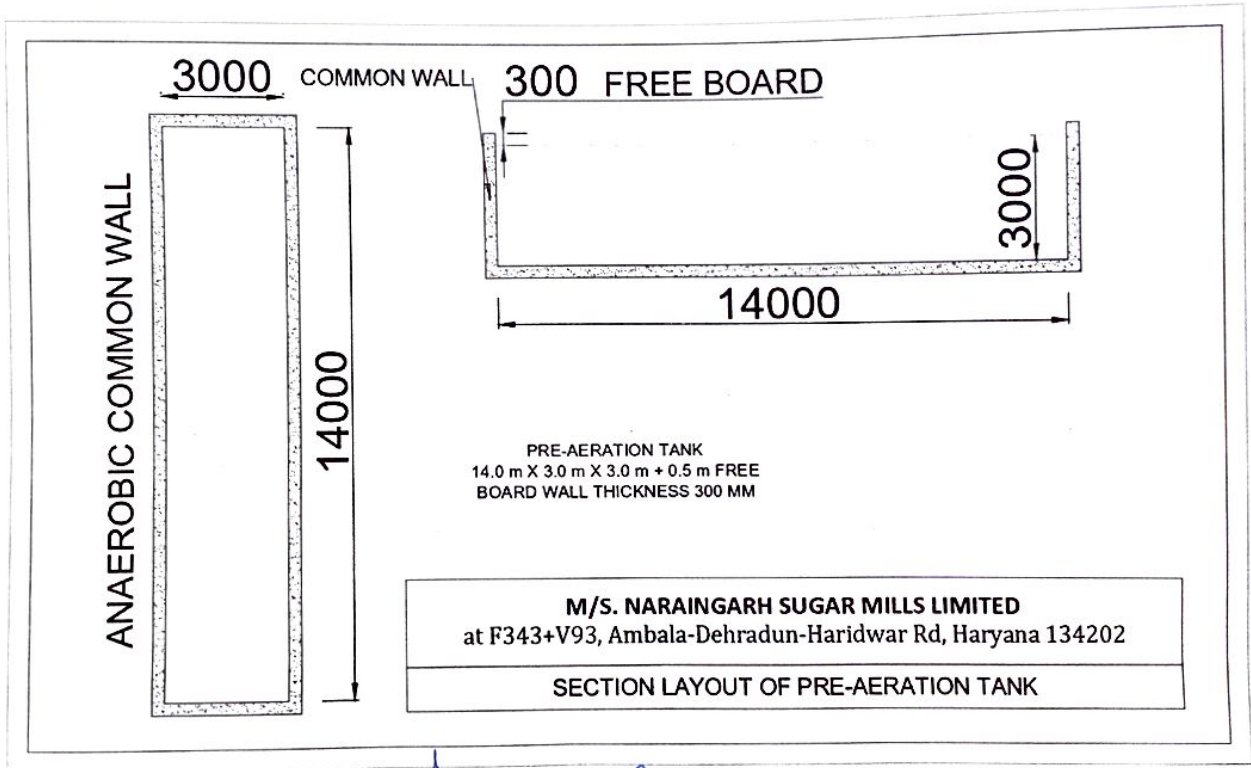 3000
COMMON WALL
300 FREE BOARD
ANAEROBIC COMMON WALL
14000
3000
14000
PRE-AERATION TANK
14.0 m X 3.0 m X 3.0 m + 0.5 m FREE
BOARD WALL THICKNESS 300 MM
M/S. NARAINGARH SUGAR MILLS LIMITED
at F343+V93, Ambala-Dehradun-Haridwar Rd, Haryana 134202
SECTION LAYOUT OF PRE-AERATION TANK